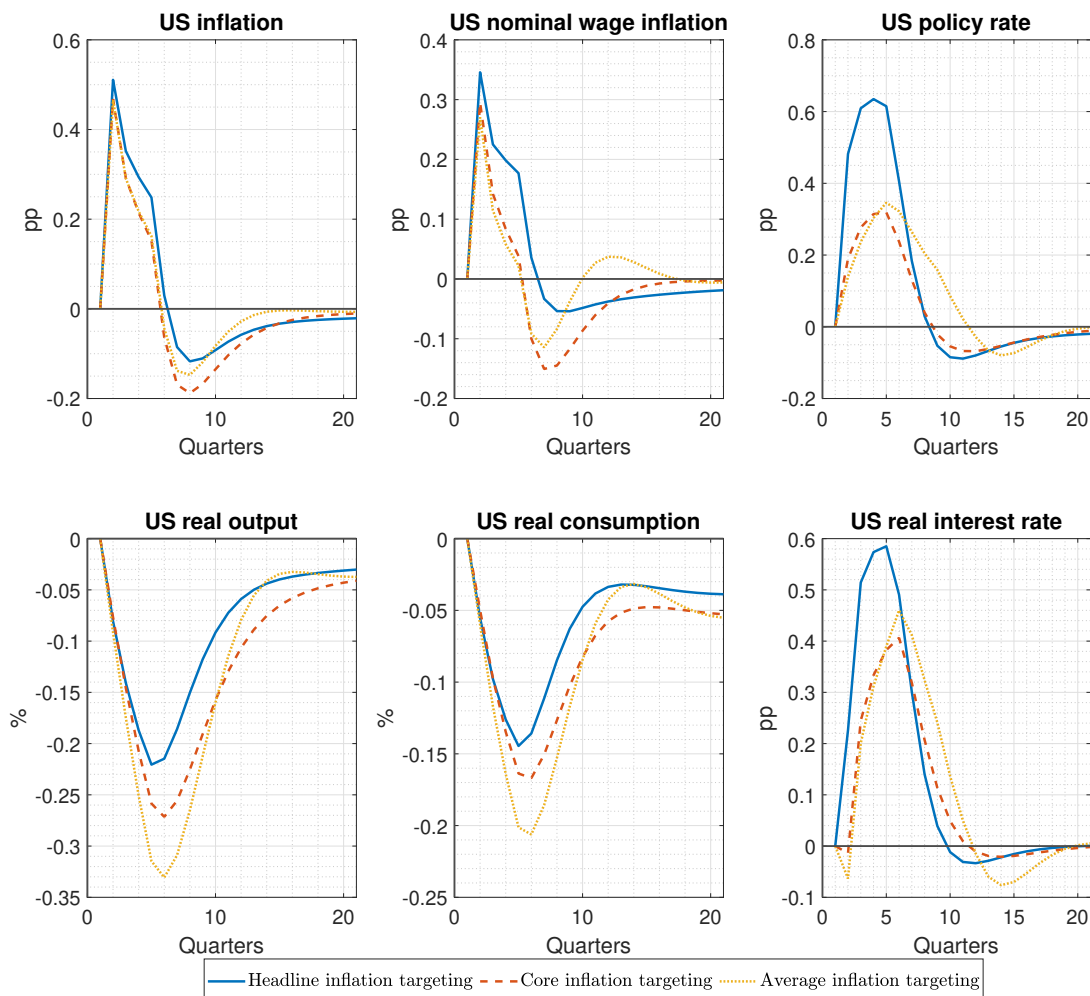 US inflation
0.6
0.4
0.2
0
-0.2
pp
0 10 20
Quarters
US nominal wage inflation
0.4
0.3
0.2
0.1
0
-0.1
-0.2
pp
0 10 20
Quarters
US policy rate
0.8
0.6
0.4
0.2
0
-0.2
pp
0 5 10 15 20
Quarters
US real output
0
-0.05
-0.1
-0.15
-0.2
-0.25
-0.3
-0.35
%
0 10 20
Quarters
US real consumption
0
-0.05
-0.1
-0.15
-0.2
-0.25
%
0 10 20
Quarters
US real interest rate
0.6
0.5
0.4
0.3
0.2
0.1
0
-0.1
pp
0 5 10 15 20
Quarters
Headline inflation targeting Core inflation targeting Average inflation targeting